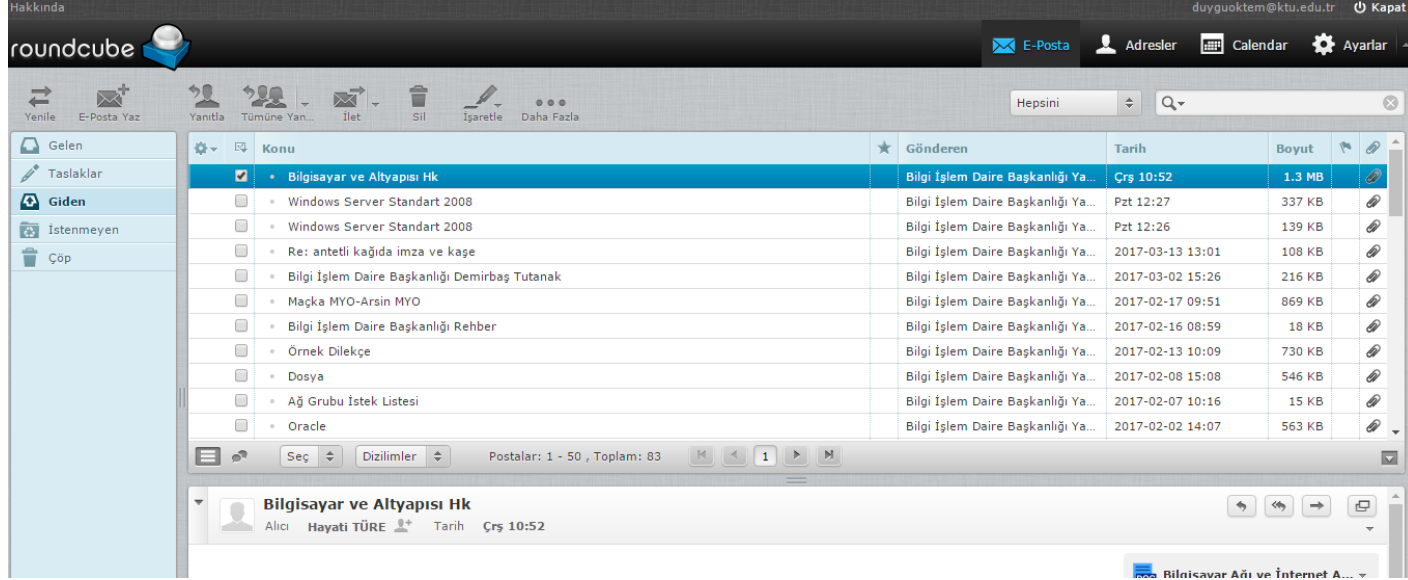 Hakkında duyguoktem@ktu.edu.tr Kapat
roundcube E-Posta Adresler Calendar Ayarlar
Yenile E-Posta Yaz Yanıtla Tümüne Yan... İlet Sil İşaretle Daha Fazla Hepsini
Gelen
Taslaklar
Giden
İstenmeyen
Çöp
Konu Gönderen Tarih Boyut
Bilgisayar ve Altyapısı Hk Bilgi İşlem Daire Başkanlığı Ya... Çrş 10:52 1.3 MB
Windows Server Standart 2008 Bilgi İşlem Daire Başkanlığı Ya... Pzt 12:27 337 KB
Windows Server Standart 2008 Bilgi İşlem Daire Başkanlığı Ya... Pzt 12:26 139 KB
Re: antetli kağıda imza ve kaşe Bilgi İşlem Daire Başkanlığı Ya... 2017-03-13 13:01 108 KB
Bilgi İşlem Daire Başkanlığı Demirbaş Tutanak Bilgi İşlem Daire Başkanlığı Ya... 2017-03-02 15:26 216 KB
Maçka MYO-Arsin MYO Bilgi İşlem Daire Başkanlığı Ya... 2017-02-17 09:51 869 KB
Bilgi İşlem Daire Başkanlığı Rehber Bilgi İşlem Daire Başkanlığı Ya... 2017-02-16 08:59 18 KB
Örnek Dilekçe Bilgi İşlem Daire Başkanlığı Ya... 2017-02-13 10:09 730 KB
Dosya Bilgi İşlem Daire Başkanlığı Ya... 2017-02-08 15:08 546 KB
Ağ Grubu İstek Listesi Bilgi İşlem Daire Başkanlığı Ya... 2017-02-07 10:16 15 KB
Oracle Bilgi İşlem Daire Başkanlığı Ya... 2017-02-02 14:07 563 KB
Seç Dizilimler Postalar: 1 - 50 , Toplam: 83 1
Bilgisayar ve Altyapısı Hk
Alıcı Hayati TÜRE Tarih Çrş 10:52
DOC Bilgisayar Ağı ve İnternet A...